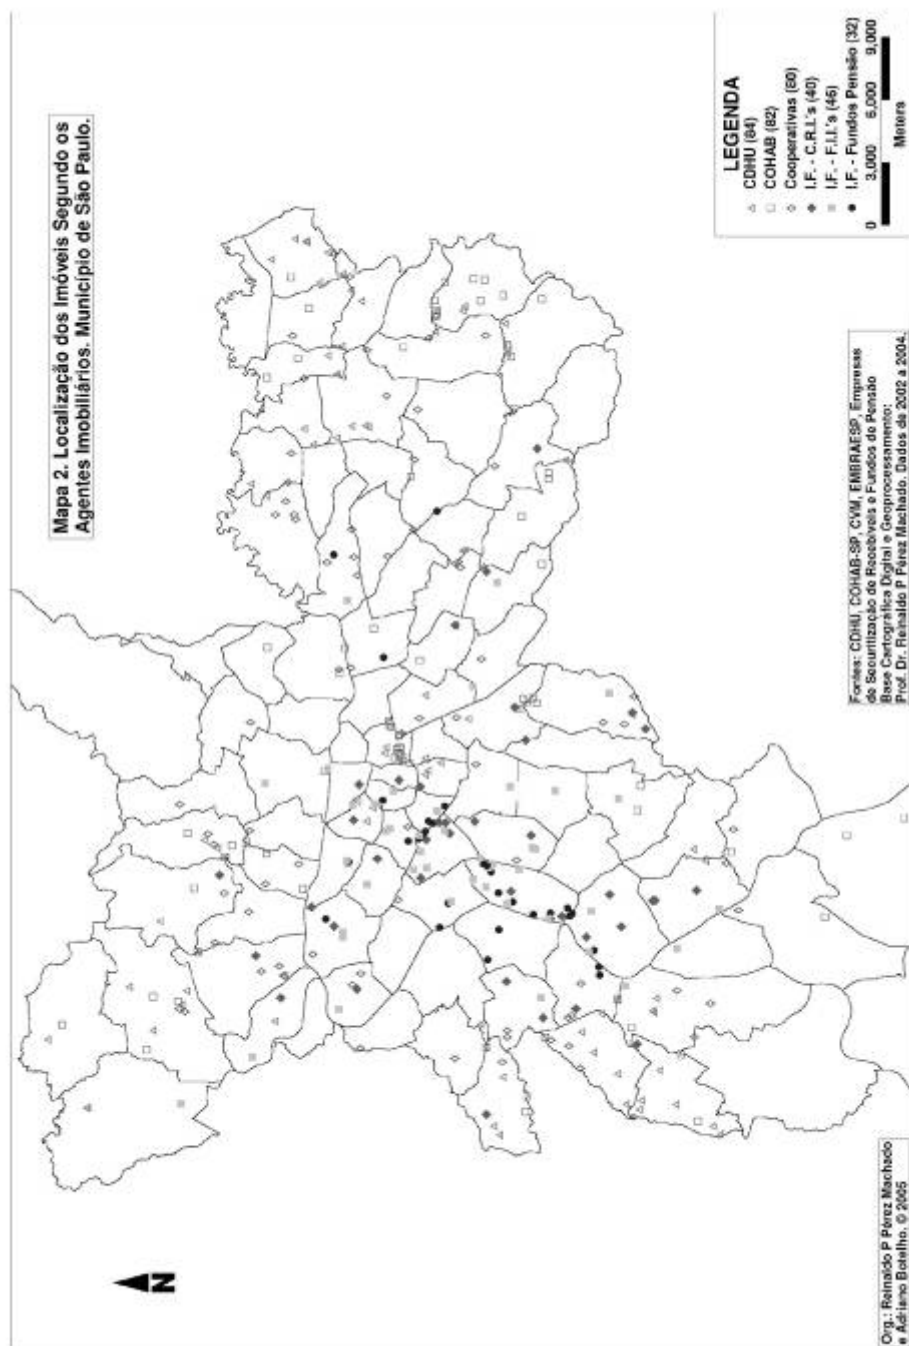 Mapa 2. Localização dos Imóveis Segundo os
Agentes Imobiliários. Município de São Paulo.
LEGENDA
CDHU (84)
COHAB (82)
Cooperativas (80)
I.F. - C.R.I.'s (40)
I.F. - F.I.I.'s (46)
I.F. - Fundos Pensão (32)
0 3,000 6,000 9,000
Meters
Fontes: CDHU, COHAB-SP, CVM, EMBRAESP, Empresas
de Securitização de Recebíveis e Fundos de Pensão
Base Cartográfica Digital e Geoprocessamento:
Prof. Dr. Reinaldo P Pérez Machado. Dados de 2002 a 2004.
N
Org.: Reinaldo P Pérez Machado
e Adriano Botelho. © 2005